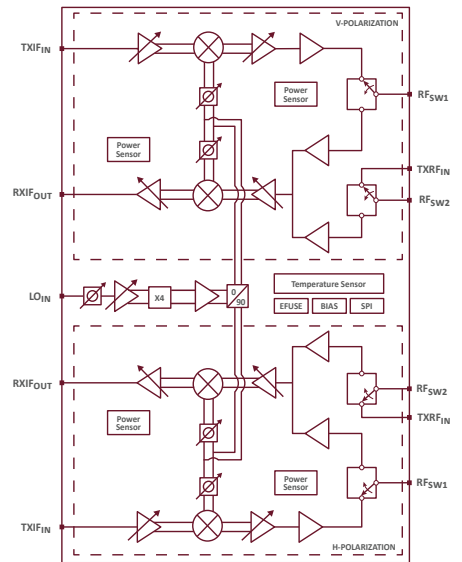 V-POLARIZATION
TXIFIN
Power Sensor
RFSW1
Power Sensor
TXRFIN
RXIFOUT
RFSW2
Temperature Sensor
LOIN
X4
0
90
EFUSE
BIAS
SPI
RXIFOUT
RFSW2
Power Sensor
TXRFIN
Power Sensor
RFSW1
TXIFIN
H-POLARIZATION